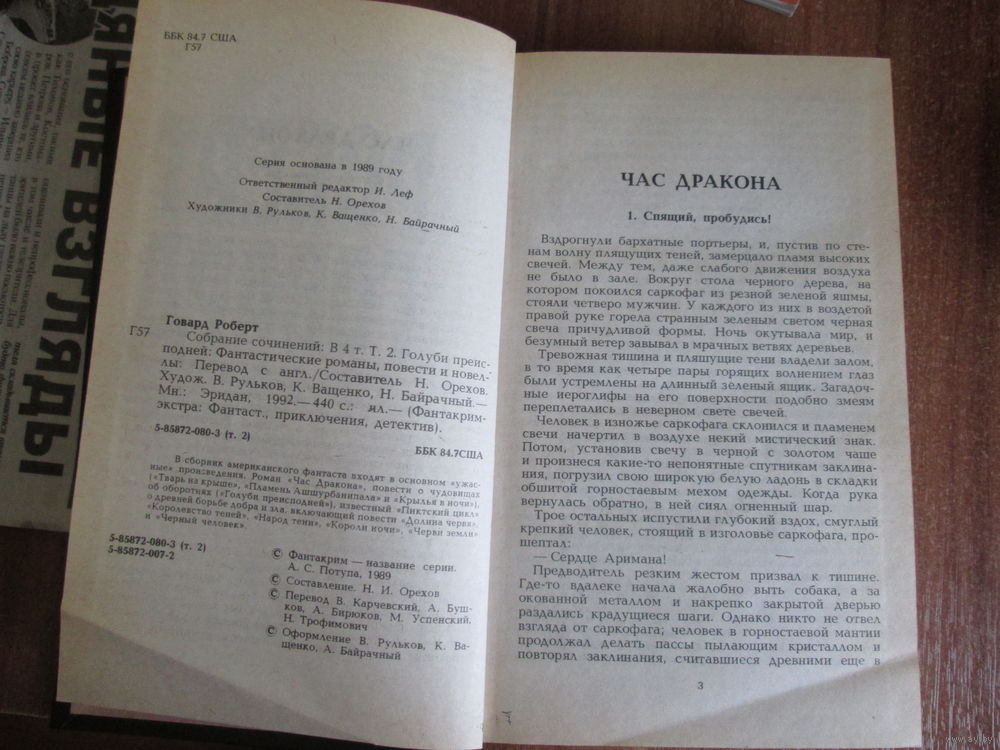 ЯНЫЕ ВЗГЛЯДЫ
ББК 84.7 США
Г57
Серия основана в 1989 году
Ответственный редактор И. Леф
Составитель Н. Орехов
Художники В. Рульков, К. Ващенко, Н. Байрачный
Говард Роберт
Г57 Собрание сочинений: В 4 т. Т. 2. Голуби преис-
подней: Фантастические романы, повести и новел-
лы: Перевод с англ./Составитель Н. Орехов.
Худож. В. Рульков, К. Ващенко, Н. Байрачный.—
Мн.: Эридан, 1992.—440 с.: ил.— (Фантакрим-
экстра: Фантаст., приключения, детектив).
5-85872-080-3 (т. 2)
ББК 84.7США
В сборник американского фантаста входят в основном «ужас-
ные» произведения. Роман «Час Дракона», повести о чудовищах
(«Тварь на крыше», «Пламень Ашшурбанипала» и «Крылья в ночи»),
об оборотнях («Голуби преисподней»), известный «Пиктский цикл»
о древней борьбе добра и зла, включающей повести «Долина червя»,
«Королевство теней», «Народ тени», «Короли ночи», «Черви земли»
и «Черный человек».
5-85872-080-3 (т. 2)
5-85872-007-2
© Фантакрим — название серии.
А. С. Потупа, 1989
© Составление. Н. И. Орехов
© Перевод В. Карчевский, А. Буш-
ков, А. Бирюков, М. Успенский,
Н. Трофимович
© Оформление В. Рульков, К. Ва-
щенко, А. Байрачный
ЧАС ДРАКОНА
1. Спящий, пробудись!
Вздрогнули бархатные портьеры, и, пустив по сте-
нам волну пляшущих теней, замерцало пламя высоких
свечей. Между тем, даже слабого движения воздуха
не было в зале. Вокруг стола черного дерева, на
котором покоился саркофаг из резной зеленой яшмы,
стояли четверо мужчин. У каждого из них в воздетой
правой руке горела странным зеленым светом черная
свеча причудливой формы. Ночь окутывала мир, и
безумный ветер завывал в мрачных ветвях деревьев.
Тревожная тишина и пляшущие тени владели залом,
в то время как четыре пары горящих волнением глаз
были устремлены на длинный зеленый ящик. Загадоч-
ные иероглифы на его поверхности подобно змеям
переплетались в неверном свете свечей.
Человек в изножье саркофага склонился и пламенем
свечи начертил в воздухе некий мистический знак.
Потом, установив свечу в черной с золотом чаше
и произнеся какие-то непонятные спутникам заклина-
ния, погрузил свою широкую белую ладонь в складки
обшитой горностаевым мехом одежды. Когда рука
вернулась обратно, в ней сиял огненный шар.
Трое остальных испустили глубокий вздох, смуглый
крепкий человек, стоящий в изголовье саркофага, про-
шептал:
— Сердце Аримана!
Предводитель резким жестом призвал к тишине.
Где-то вдалеке начала жалобно выть собака, а за
окованной металлом и накрепко закрытой дверью
раздались крадущиеся шаги. Однако никто не отвел
взгляда от саркофага; человек в горностаевой мантии
продолжал делать пассы пылающим кристаллом и
повторял заклинания, считавшиеся древними еще в
3